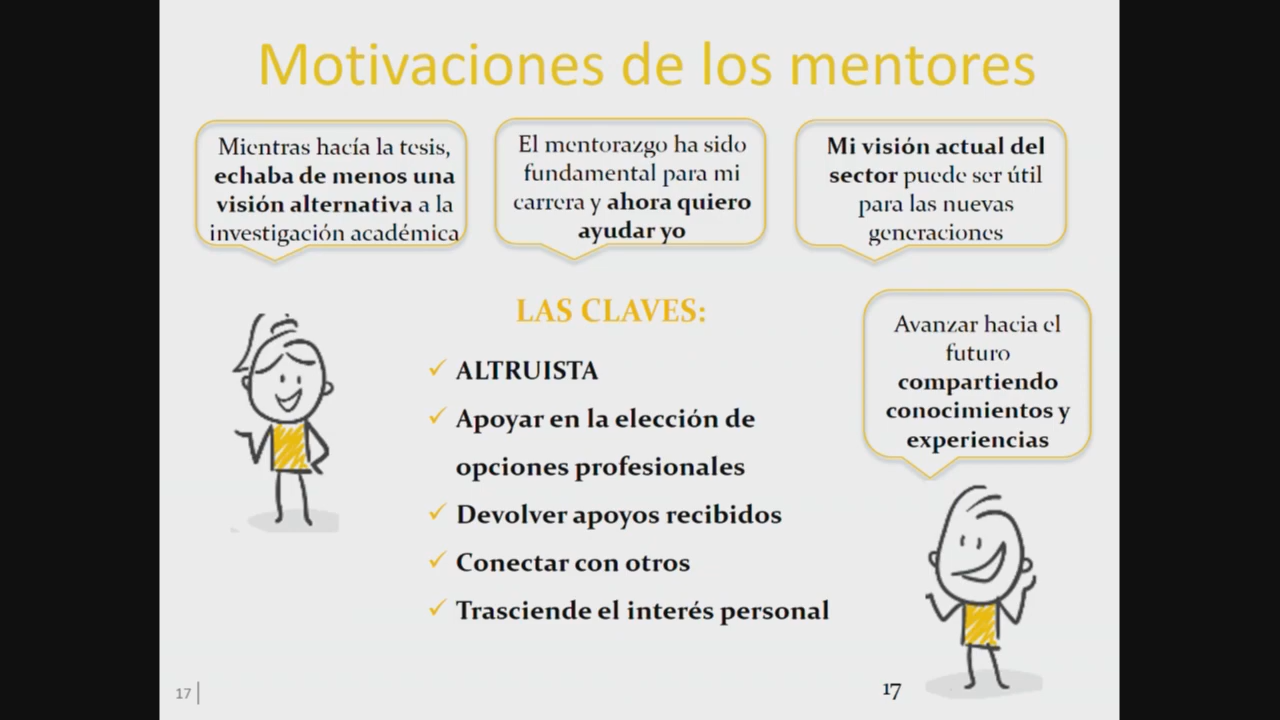 Motivaciones de los mentores
Mientras hacía la tesis,
echaba de menos una
visión alternativa a la
investigación académica
El mentorazgo ha sido
fundamental para mi
carrera y ahora quiero
ayudar yo
Mi visión actual del
sector puede ser útil
para las nuevas
generaciones
LAS CLAVES:
✓ ALTRUISTA
✓ Apoyar en la elección de
opciones profesionales
✓ Devolver apoyos recibidos
✓ Conectar con otros
✓ Trasciende el interés personal
Avanzar hacia el
futuro
compartiendo
conocimientos y
experiencias
17
17